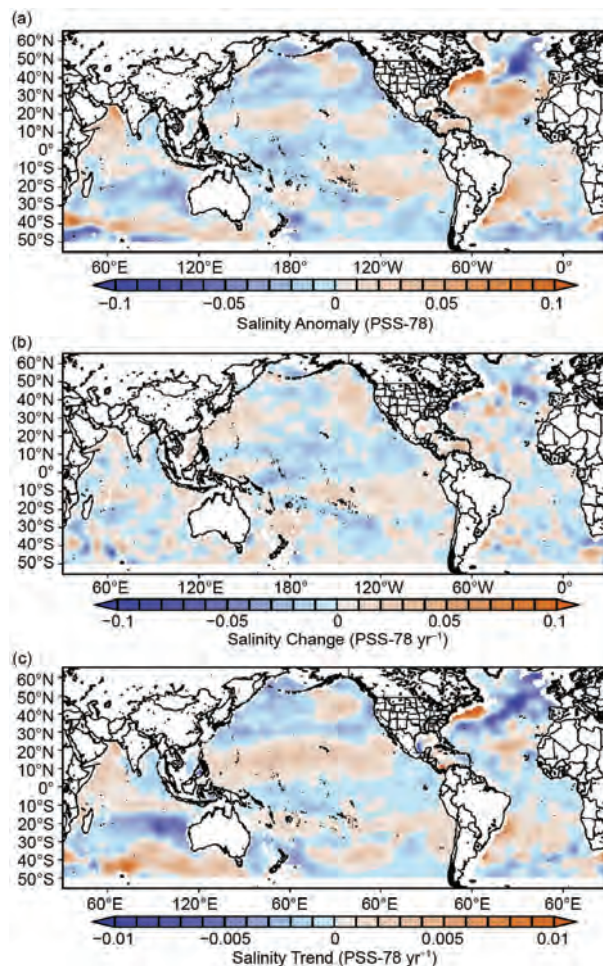 (a)
60°N
50°N
40°N
30°N
20°N
10°N
0°
10°S
20°S
30°S
40°S
50°S
60°E 120°E 180° 120°W 60°W 0°
−0.1 −0.05 0 0.05 0.1
Salinity Anomaly (PSS-78)
(b)
60°N
50°N
40°N
30°N
20°N
10°N
0°
10°S
20°S
30°S
40°S
50°S
60°E 120°E 180° 120°W 60°W 0°
−0.1 −0.05 0 0.05 0.1
Salinity Change (PSS-78 yr⁻¹)
(c)
60°N
50°N
40°N
30°N
20°N
10°N
0°
10°S
20°S
30°S
40°S
50°S
60°E 120°E 0°E 60°E 60°E 60°E
−0.01 −0.005 0 0.005 0.01
Salinity Trend (PSS-78 yr⁻¹)